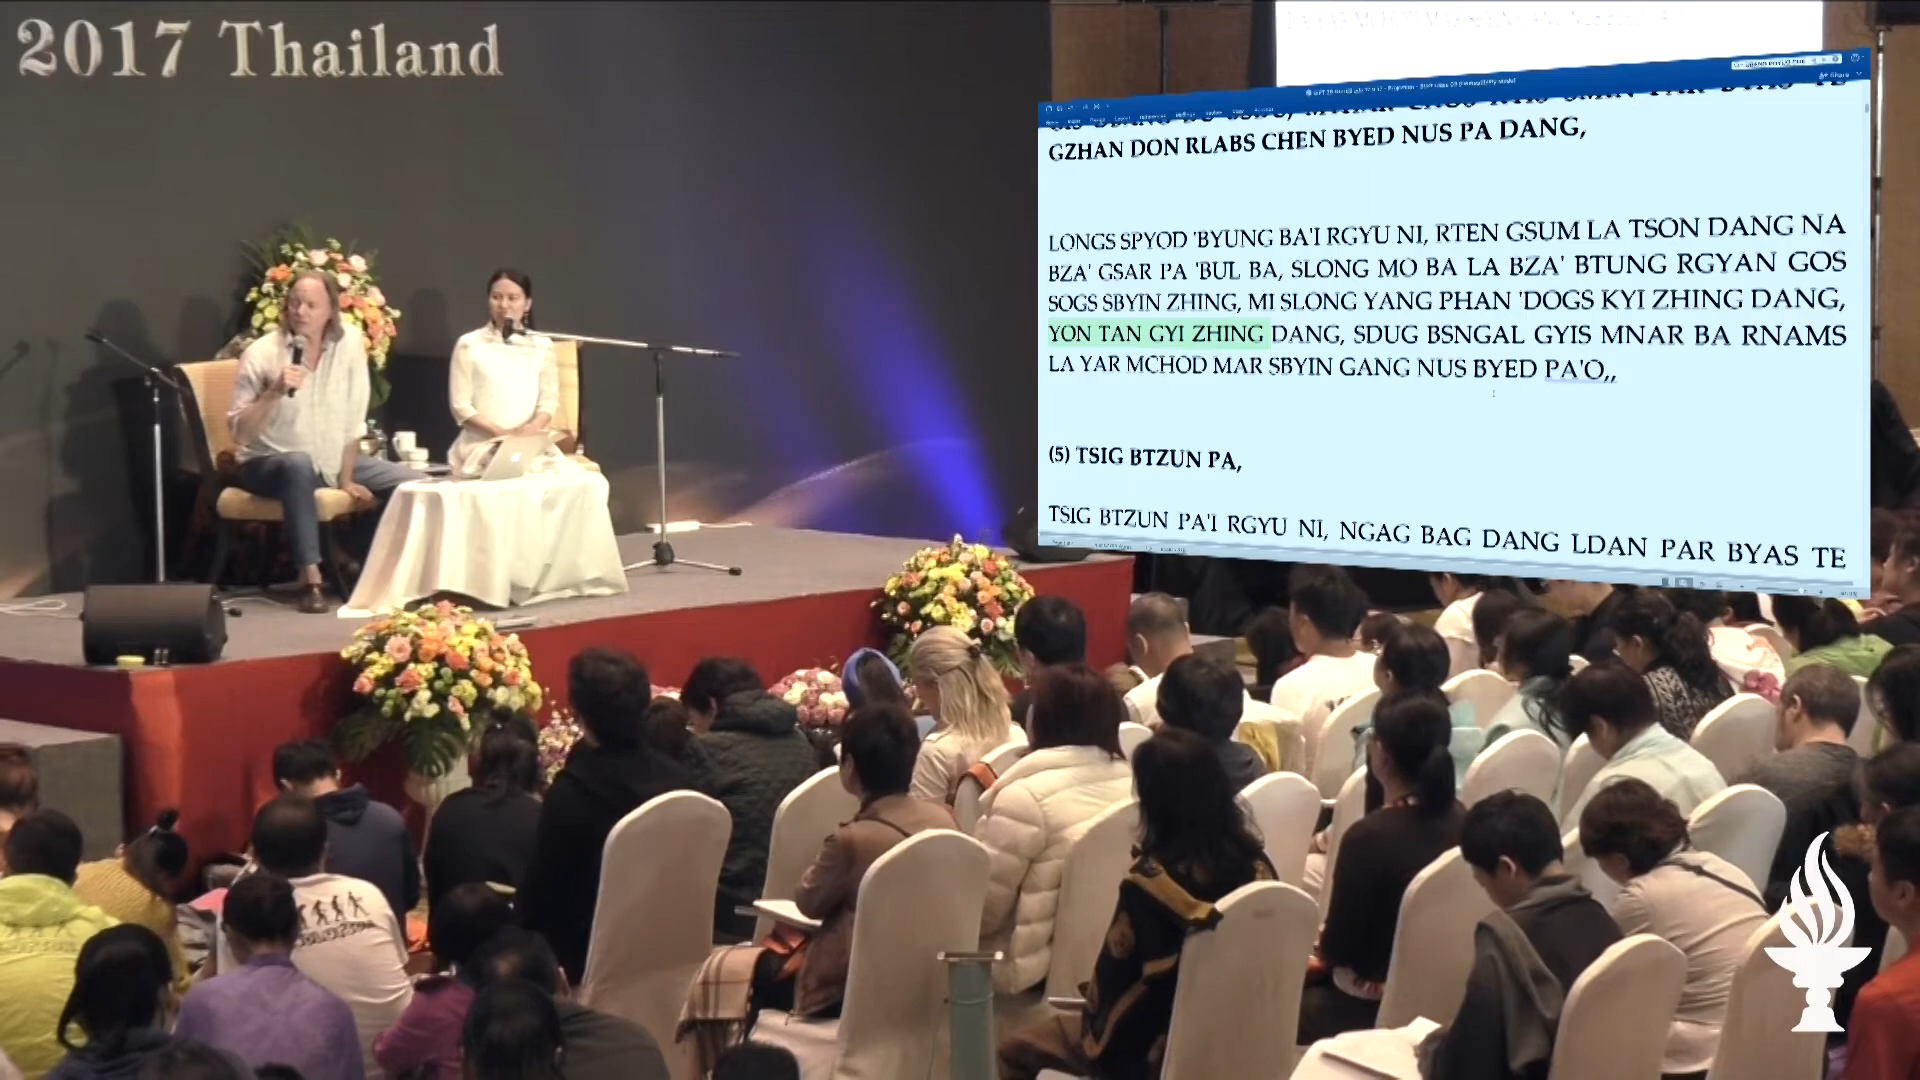 2017 Thailand
GZHAN DON RLABS CHEN BYED NUS PA DANG,
LONGS SPYOD 'BYUNG BA'I RGYU NI, RTEN GSUM LA TSON DANG NA
BZA' GSAR PA 'BUL BA, SLONG MO BA LA BZA' BTUNG RGYAN GOS
SOGS SBYIN ZHING, MI SLONG YANG PHAN 'DOGS KYI ZHING DANG,
YON TAN GYI ZHING DANG, SDUG BSNGAL GYIS MNAR BA RNAMS
LA YAR MCHOD MAR SBYIN GANG NUS BYED PA'O,,
(5) TSIG BTZUN PA,
TSIG BTZUN PA'I RGYU NI, NGAG BAG DANG LDAN PAR BYAS TE